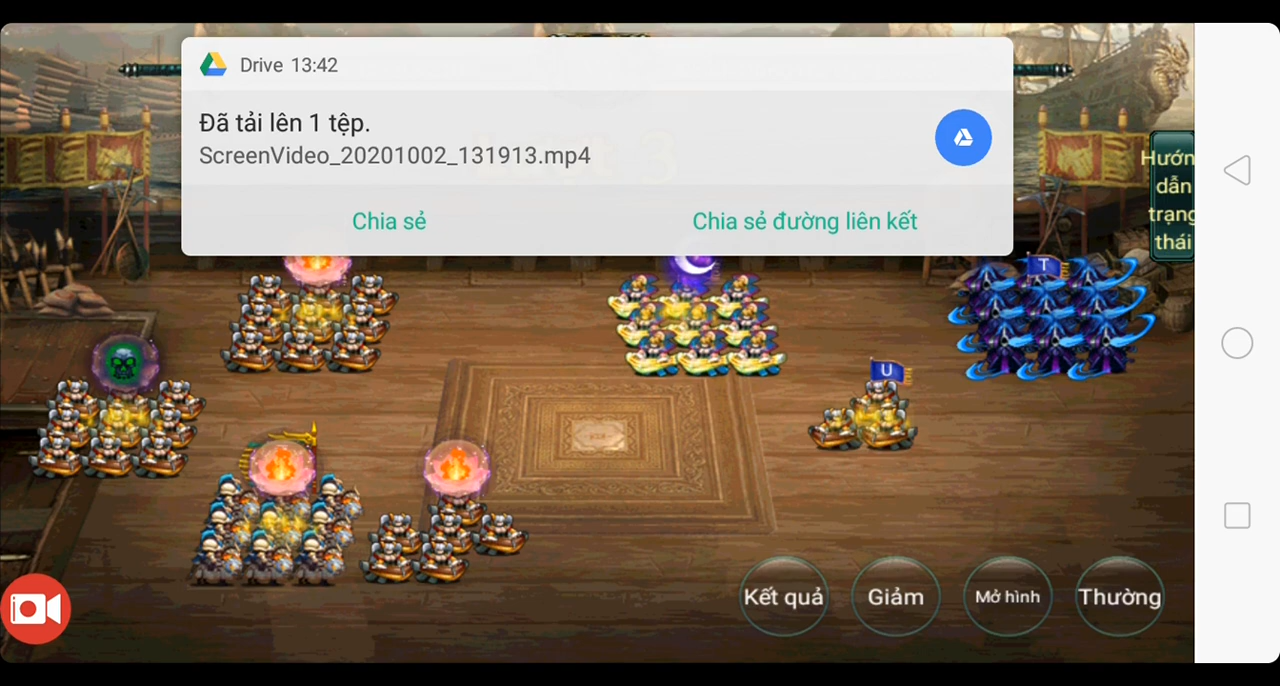 Drive 13:42
Đã tải lên 1 tệp.
ScreenVideo_20201002_131913.mp4
Chia sẻ
Chia sẻ đường liên kết
Hướn
dẫn
trạng
thái
T
U
Kết quả
Giảm
Mở hình
Thường